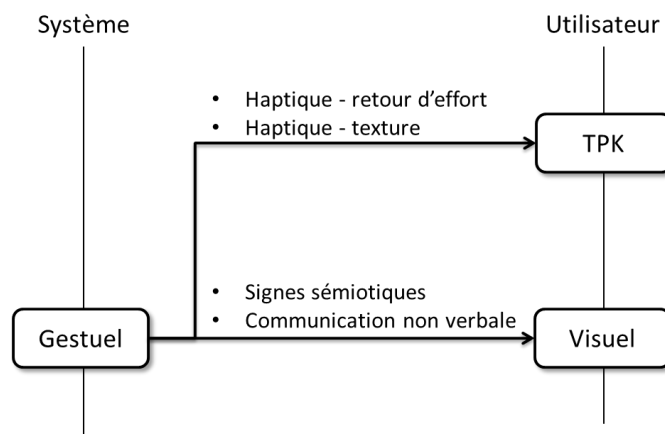 Système
Utilisateur
• Haptique - retour d'effort
• Haptique - texture
TPK
• Signes sémiotiques
• Communication non verbale
Gestuel
Visuel